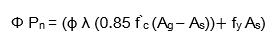 Φ Pn = (ϕ λ (0.85 f`c (Ag – As))+ fy As)